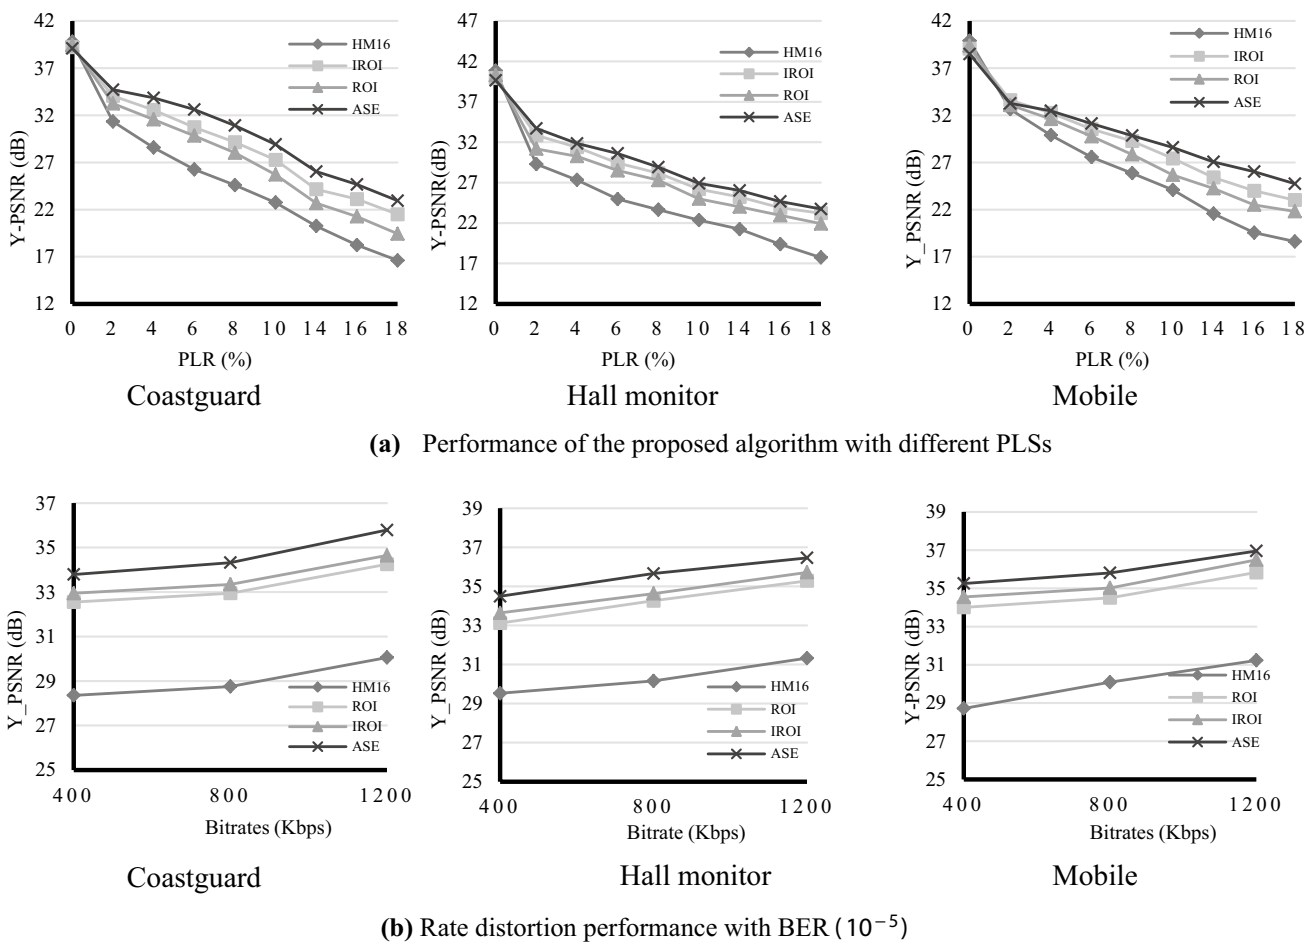 42
37
32
27
22
17
12
Y-PSNR (dB)
HM16
IROI
ROI
ASE
0 2 4 6 8 10 14 16 18
PLR (%)
Coastguard
47
42
37
32
27
22
17
12
Y-PSNR(dB)
HM16
IROI
ROI
ASE
0 2 4 6 8 10 14 16 18
PLR (%)
Hall monitor
42
37
32
27
22
17
12
Y_PSNR (dB)
HM16
IROI
ROI
ASE
0 2 4 6 8 10 14 16 18
PLR (%)
Mobile
(a) Performance of the proposed algorithm with different PLSs
37
35
33
31
29
27
25
Y_PSNR (dB)
HM16
ROI
IROI
ASE
400 800 1200
Bitrates (Kbps)
Coastguard
39
37
35
33
31
29
27
25
Y_PSNR (dB)
HM16
ROI
IROI
ASE
400 800 1200
Bitrate (Kbps)
Hall monitor
39
37
35
33
31
29
27
25
Y-PSNR (dB)
HM16
ROI
IROI
ASE
400 800 1200
Bitrates (Kbps)
Mobile
(b) Rate distortion performance with BER (10⁻⁵)